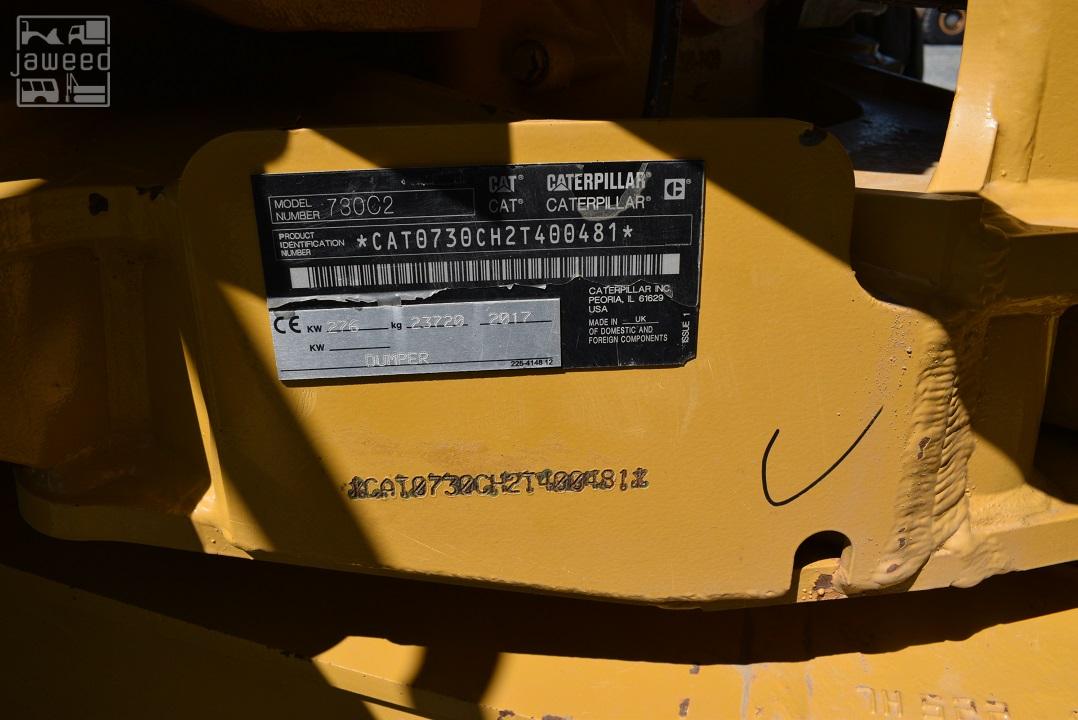 jaweed
MODEL NUMBER 730C2
CAT® CATERPILLAR®
CAT® CATERPILLAR®
PRODUCT IDENTIFICATION NUMBER *CAT0730CH2T400481*
CATERPILLAR INC
PEORIA, IL 61629
USA
MADE IN UK
OF DOMESTIC AND
FOREIGN COMPONENTS
ISSUE 1
CE KW 226 kg 23720 2017
KW
DUMPER
225-4148 12
*CAT0730CH2T400481*